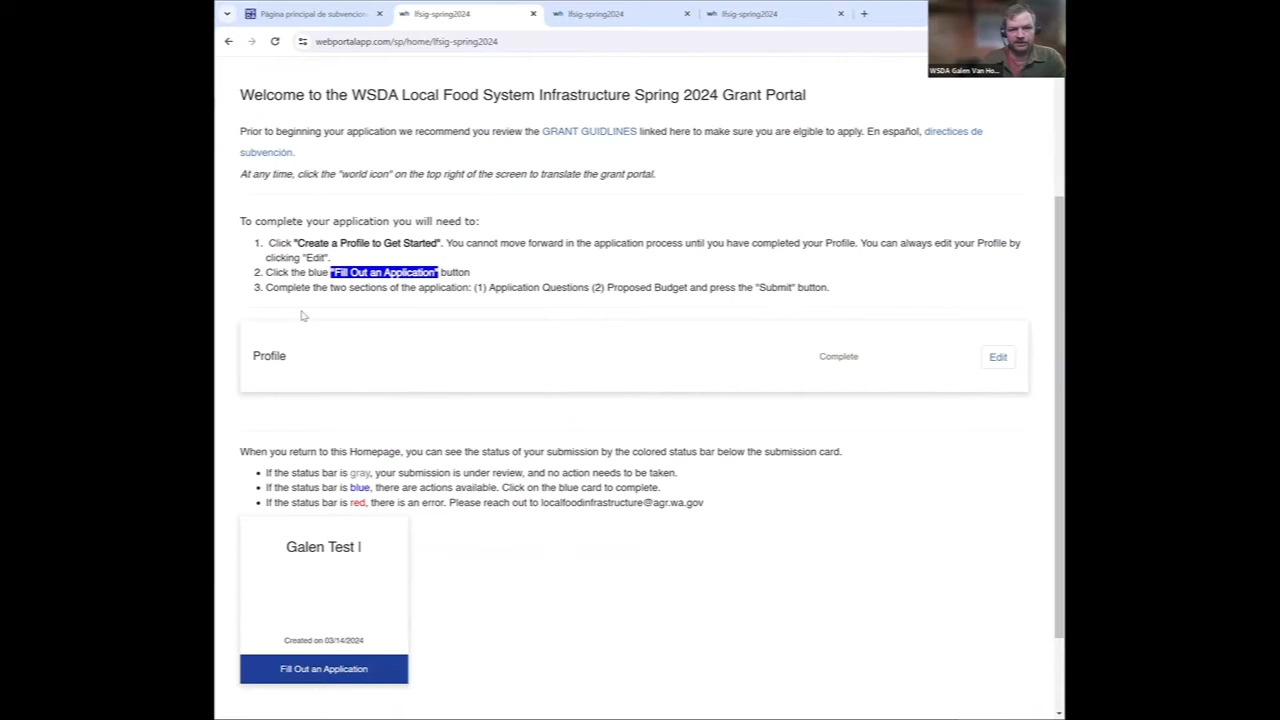 Página principal de subvencion
lfsig-spring2024
lfsig-spring2024
lfsig-spring2024
webportalapp.com/sp/home/lfsig-spring2024
WSDA Galen Van Ho...
Welcome to the WSDA Local Food System Infrastructure Spring 2024 Grant Portal
Prior to beginning your application we recommend you review the GRANT GUIDLINES linked here to make sure you are elgible to apply. En español, directices de
subvención.
At any time, click the "world icon" on the top right of the screen to translate the grant portal.
To complete your application you will need to:
1. Click "Create a Profile to Get Started". You cannot move forward in the application process until you have completed your Profile. You can always edit your Profile by
clicking "Edit".
2. Click the blue "Fill Out an Application" button
3. Complete the two sections of the application: (1) Application Questions (2) Proposed Budget and press the "Submit" button.
Profile
Complete
Edit
When you return to this Homepage, you can see the status of your submission by the colored status bar below the submission card.
• If the status bar is gray, your submission is under review, and no action needs to be taken.
• If the status bar is blue, there are actions available. Click on the blue card to complete.
• If the status bar is red, there is an error. Please reach out to localfoodinfrastructure@agr.wa.gov
Galen Test |
Created on 03/14/2024
Fill Out an Application